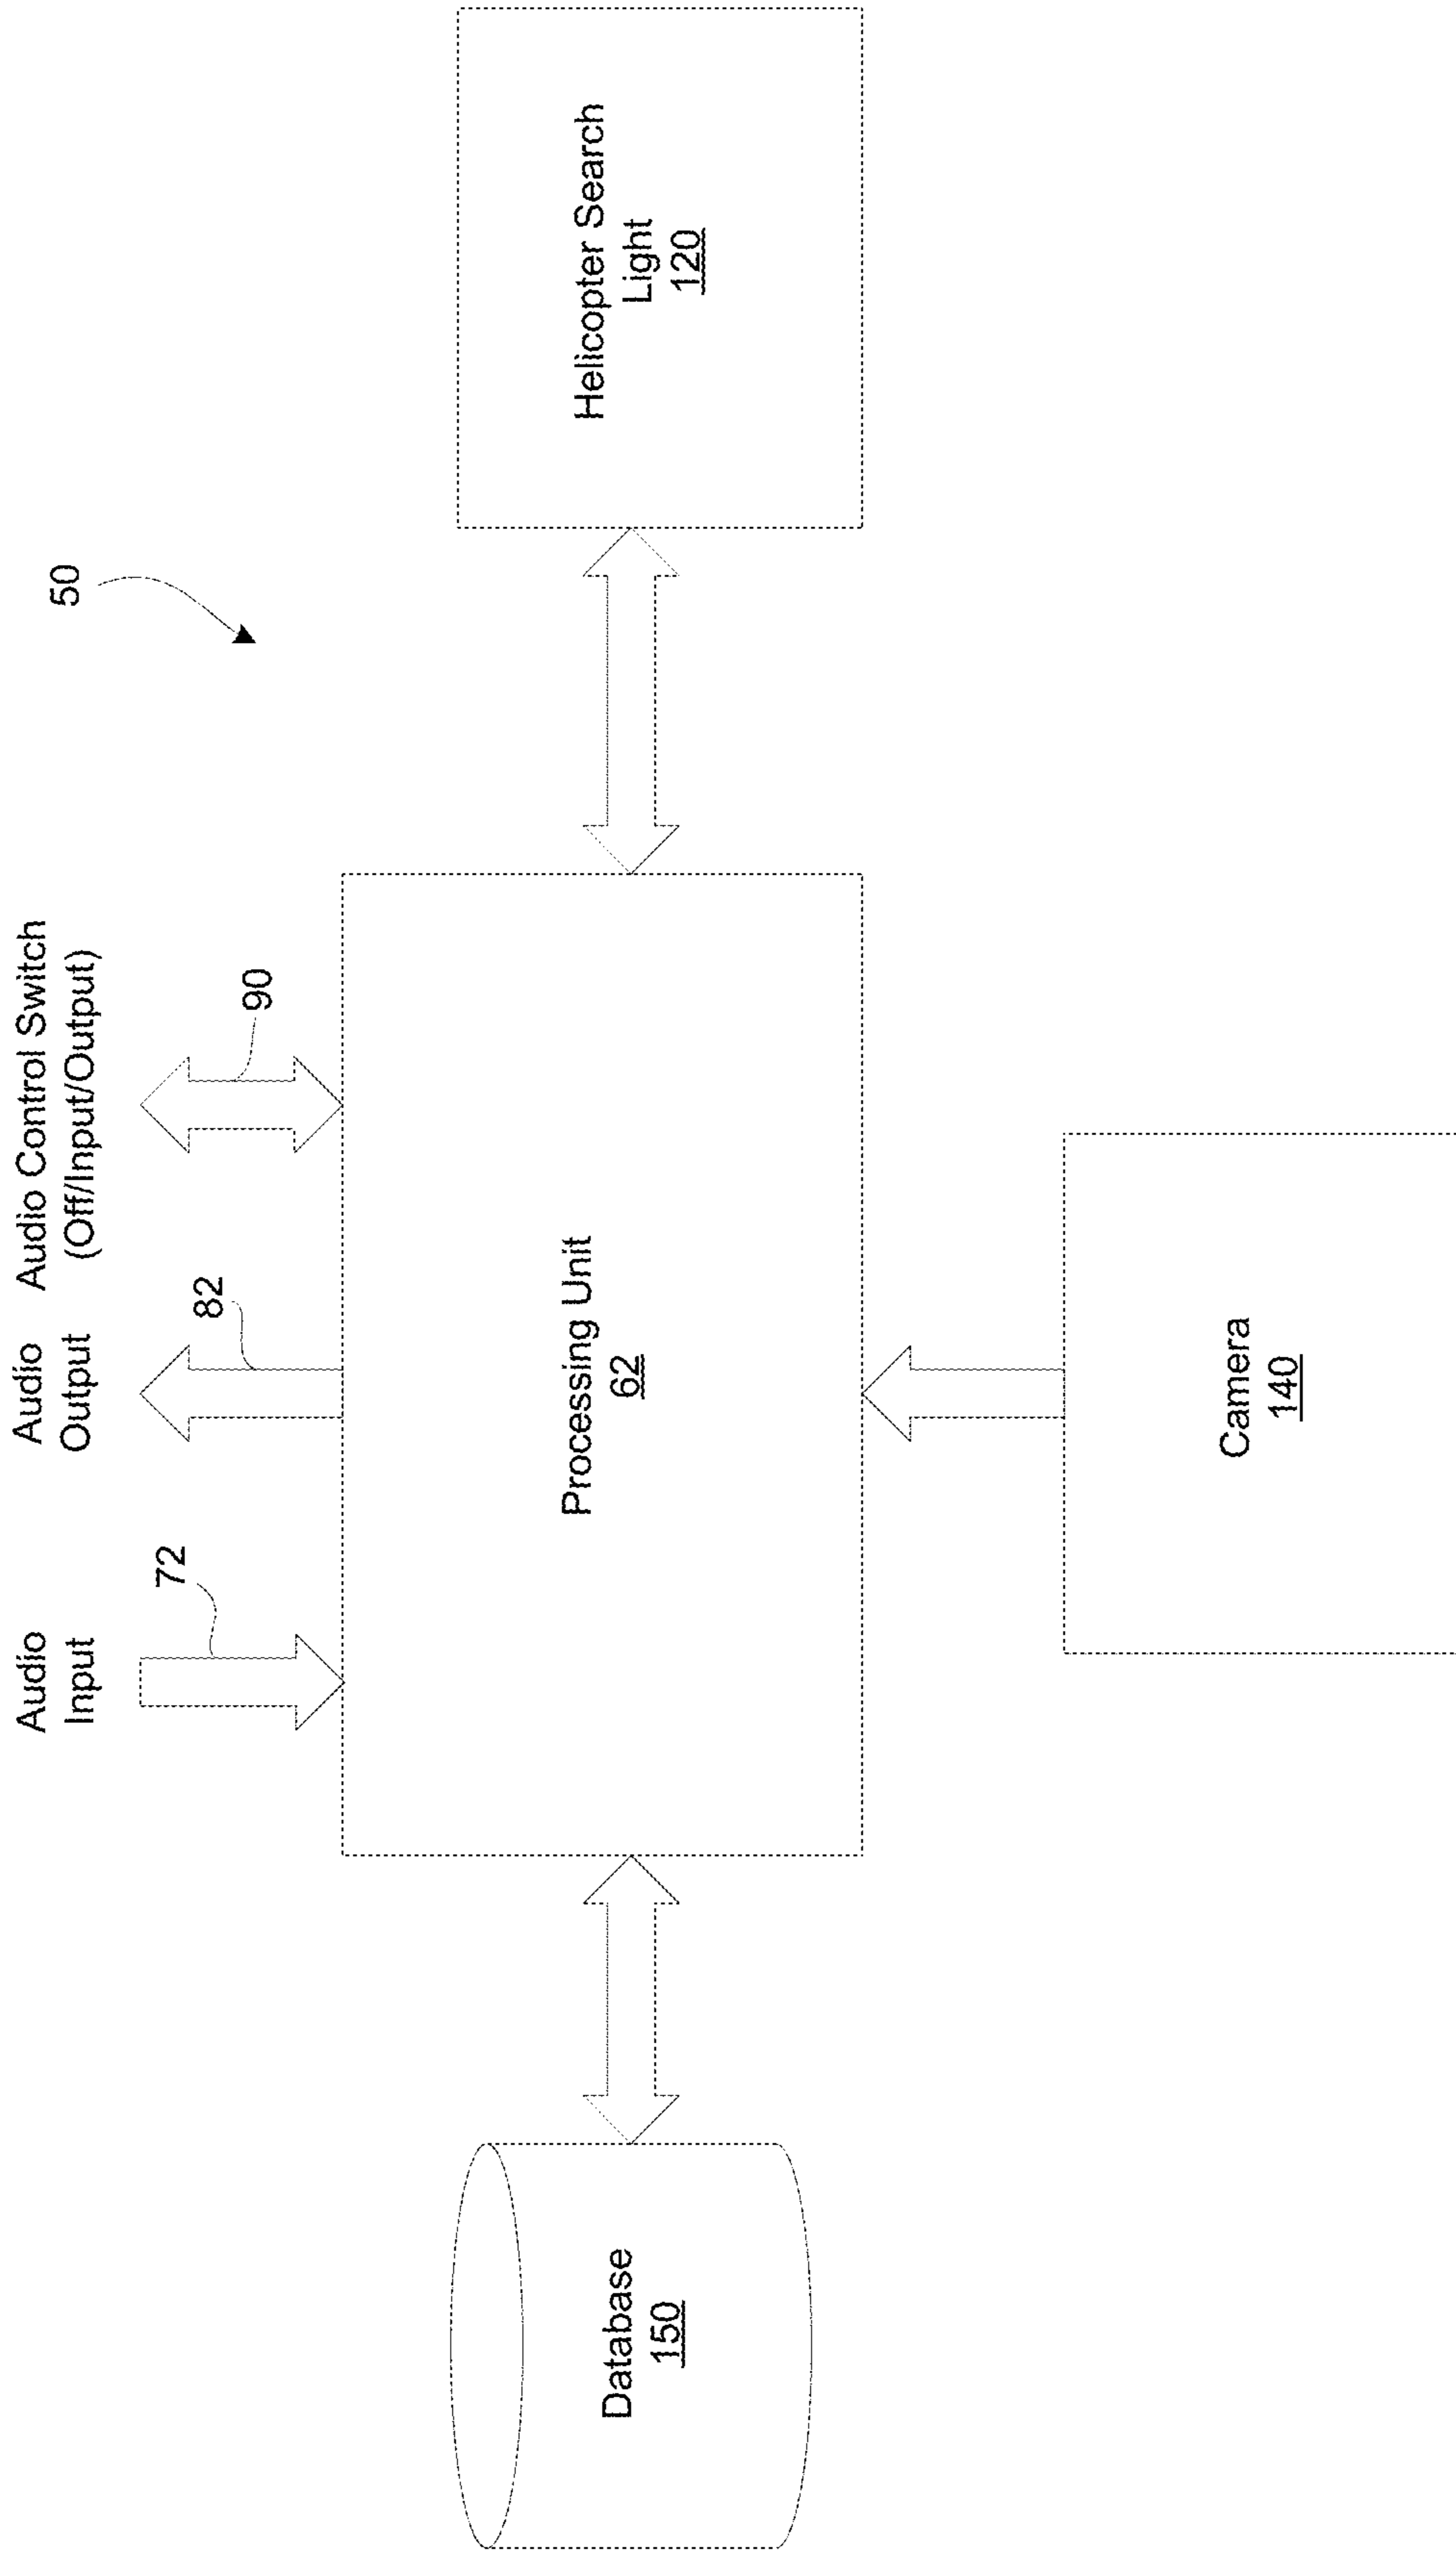 Audio
Input
72
Audio
Output
82
Audio Control Switch
(Off/Input/Output)
90
50
Database
150
Processing Unit
62
Helicopter Search
Light
120
Camera
140